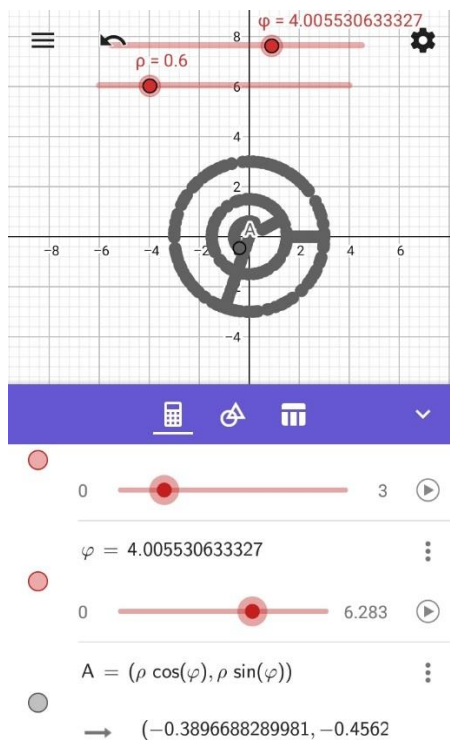 φ = 4.005530633327
8
ρ = 0.6
6
4
2
A
−8 −6 −4 −2 0 2 4 6
−4
0 3
φ = 4.005530633327
0 6.283
A = (ρ cos(φ), ρ sin(φ))
→ (−0.3896688289981, −0.4562